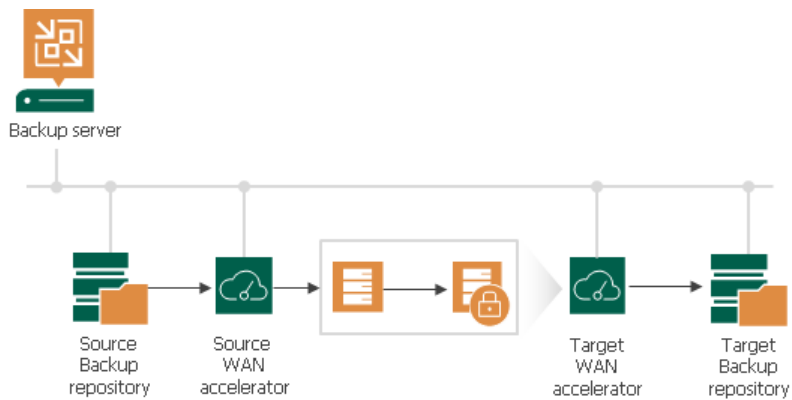 Backup server
Source
Backup
repository
Source
WAN
accelerator
Target
WAN
accelerator
Target
Backup
repository